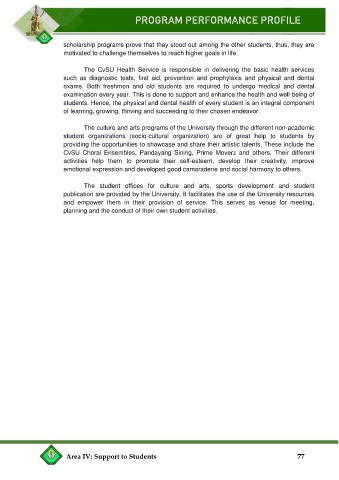 PROGRAM PERFORMANCE PROFILE
scholarship programs prove that they stood out among the other students, thus, they are
motivated to challenge themselves to reach higher goals in life.
The CvSU Health Service is responsible in delivering the basic health services
such as diagnostic tests, first aid, prevention and prophylaxis and physical and dental
exams. Both freshmen and old students are required to undergo medical and dental
examination every year. This is done to support and enhance the health and well-being of
students. Hence, the physical and dental health of every student is an integral component
of learning, growing, thriving and succeeding to their chosen endeavor.
The culture and arts programs of the University through the different non-academic
student organizations (socio-cultural organization) are of great help to students by
providing the opportunities to showcase and share their artistic talents. These include the
CvSU Choral Ensembles, Pandayang Sining, Prime Moverz and others. Their different
activities help them to promote their self-esteem, develop their creativity, improve
emotional expression and developed good camaraderie and social harmony to others.
The student offices for culture and arts, sports development and student
publication are provided by the University. It facilitates the use of the University resources
and empower them in their provision of service. This serves as venue for meeting,
planning and the conduct of their own student activities.
Area IV: Support to Students 77